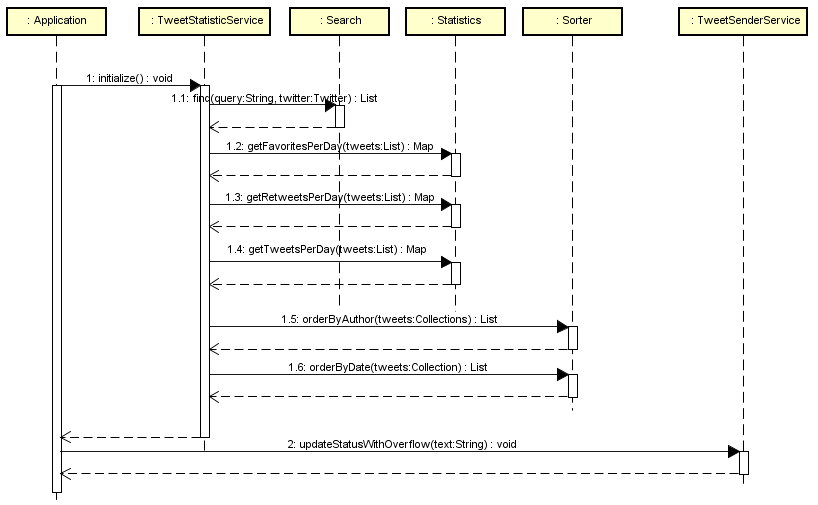 : Application
: TweetStatisticService
: Search
: Statistics
: Sorter
: TweetSenderService
1: initialize() : void
1.1: find(query:String, twitter:Twitter) : List
1.2: getFavoritesPerDay(tweets:List) : Map
1.3: getRetweetsPerDay(tweets:List) : Map
1.4: getTweetsPerDay(tweets:List) : Map
1.5: orderByAuthor(tweets:Collections) : List
1.6: orderByDate(tweets:Collection) : List
2: updateStatusWithOverflow(text:String) : void